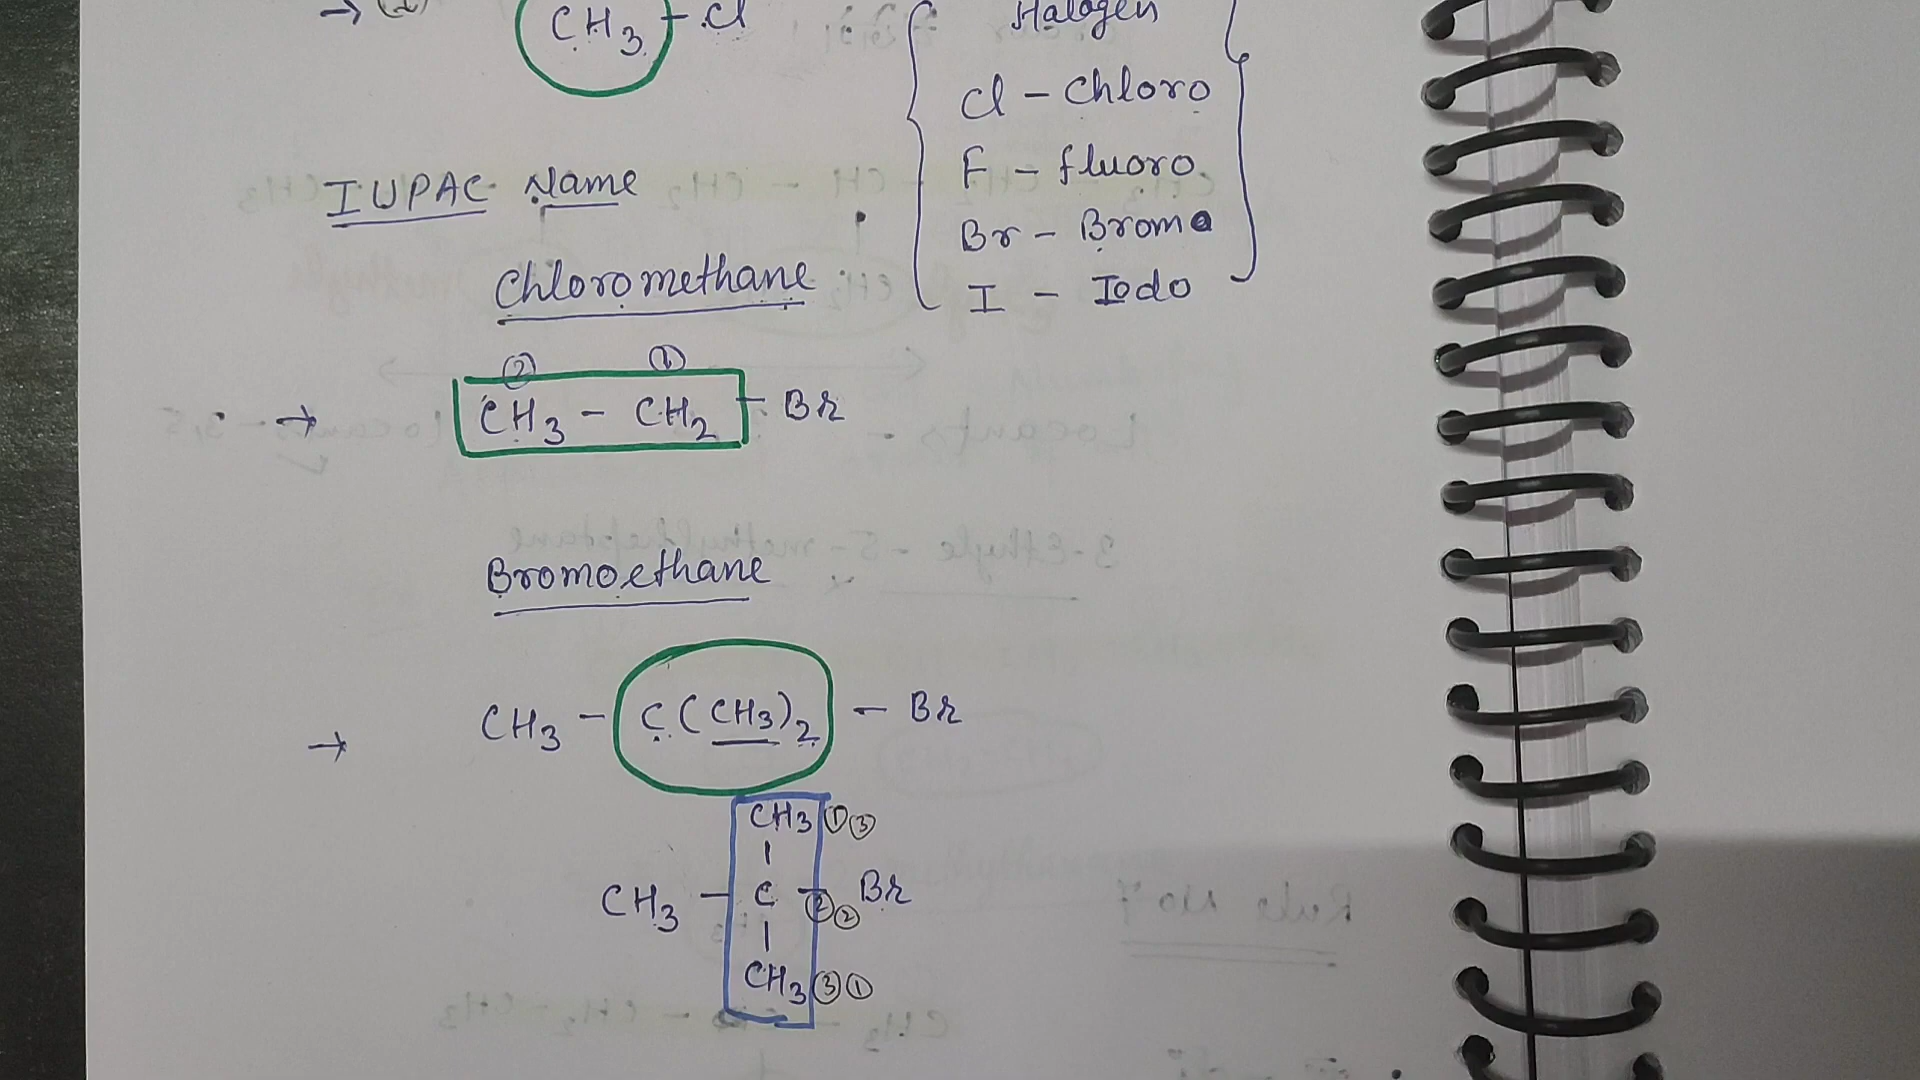 → (1) CH3 - Cl
Halogen
Cl - Chloro
F - fluoro
Br - Bromo
I - Iodo
IUPAC Name
Chloromethane
② ①
→ CH3 - CH2 - Br
Bromoethane
→ CH3 - C(CH3)2 - Br
CH3 ① ③
CH3 - C - Br
② ②
CH3 ③ ①